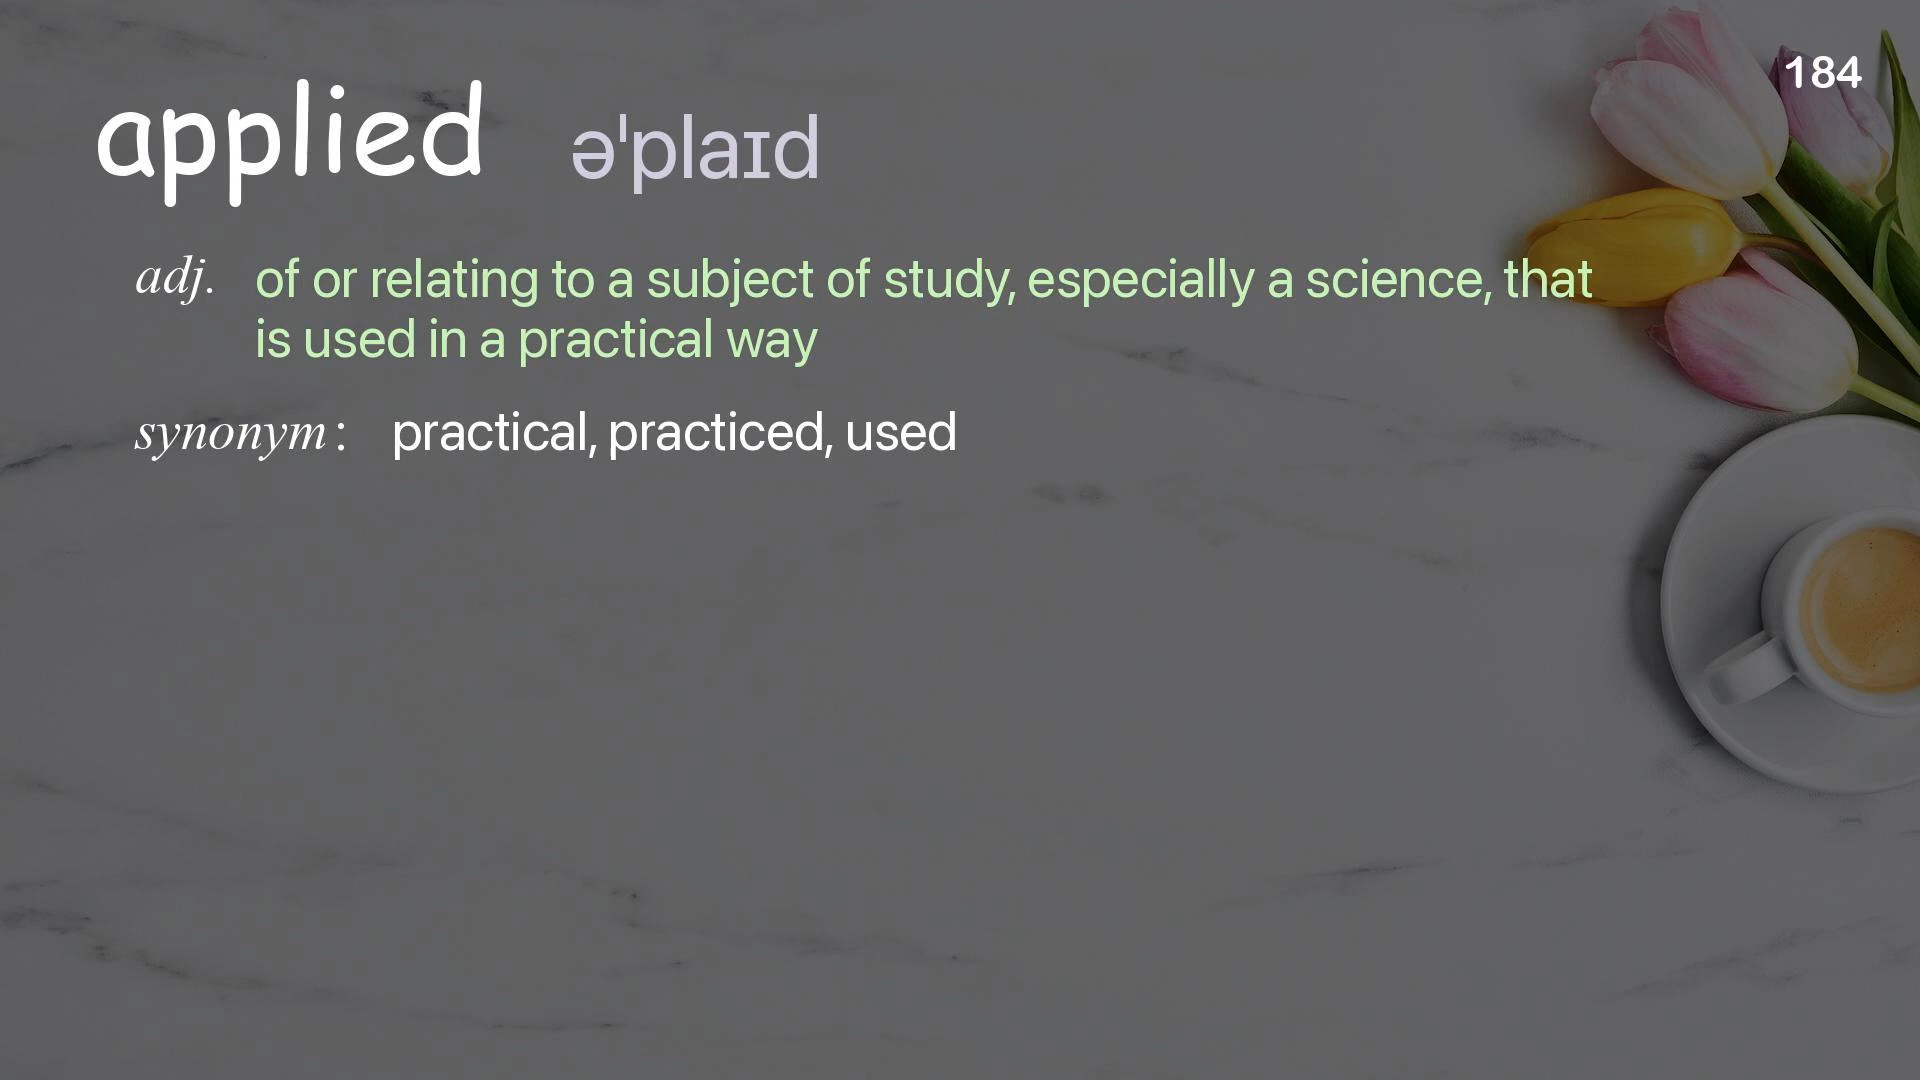 184
applied əˈplaɪd
adj. of or relating to a subject of study, especially a science, that
is used in a practical way
synonym : practical, practiced, used